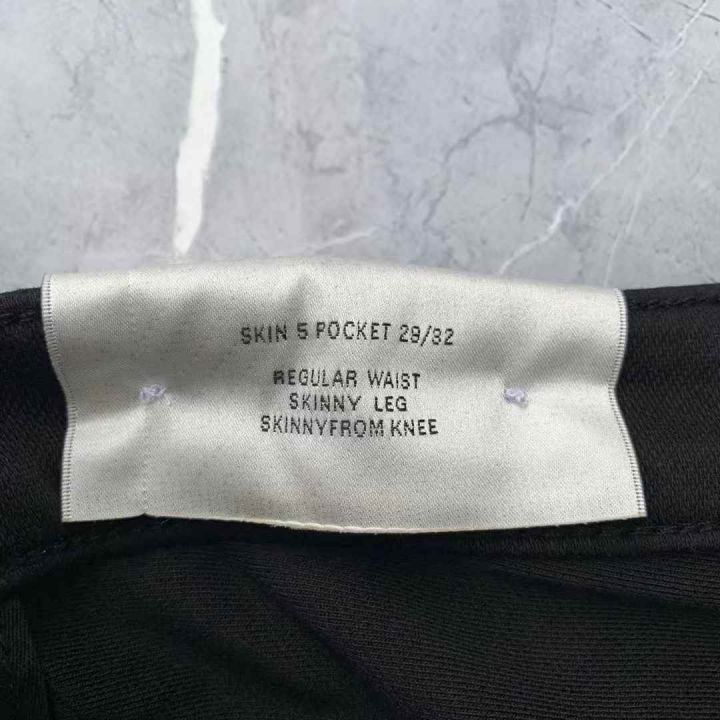 SKIN 5 POCKET 29/32
REGULAR WAIST
SKINNY LEG
SKINNYFROM KNEE